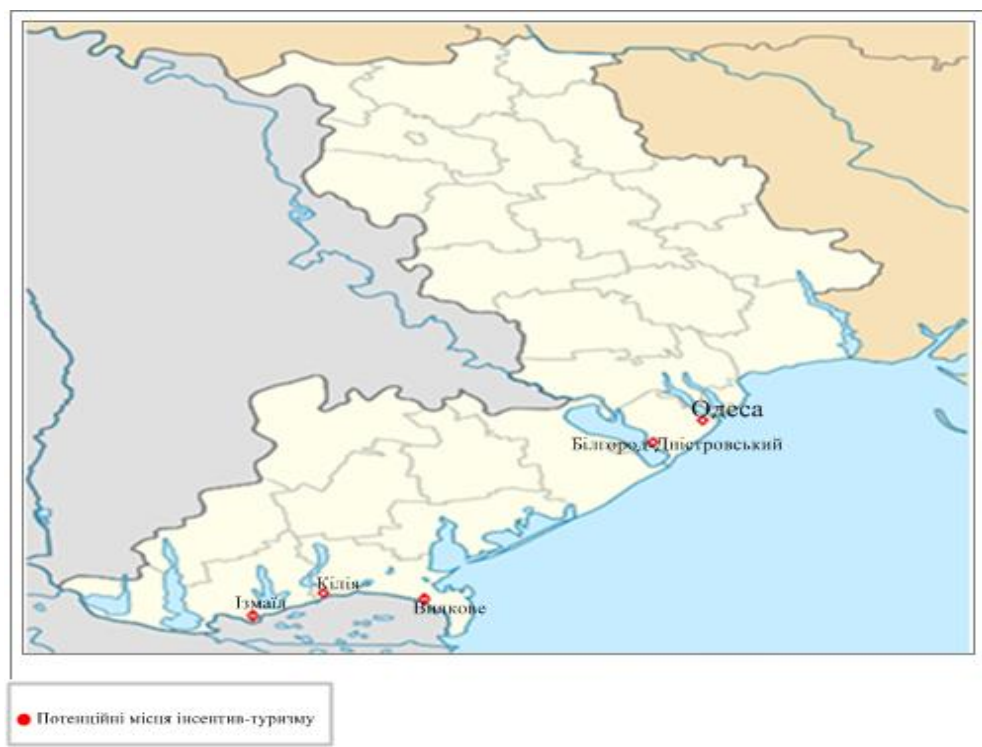 Одеса
Білгород-Дністровський
Кілія
Ізмаїл
Вилкове
Потенційні місця інсентив-туризму